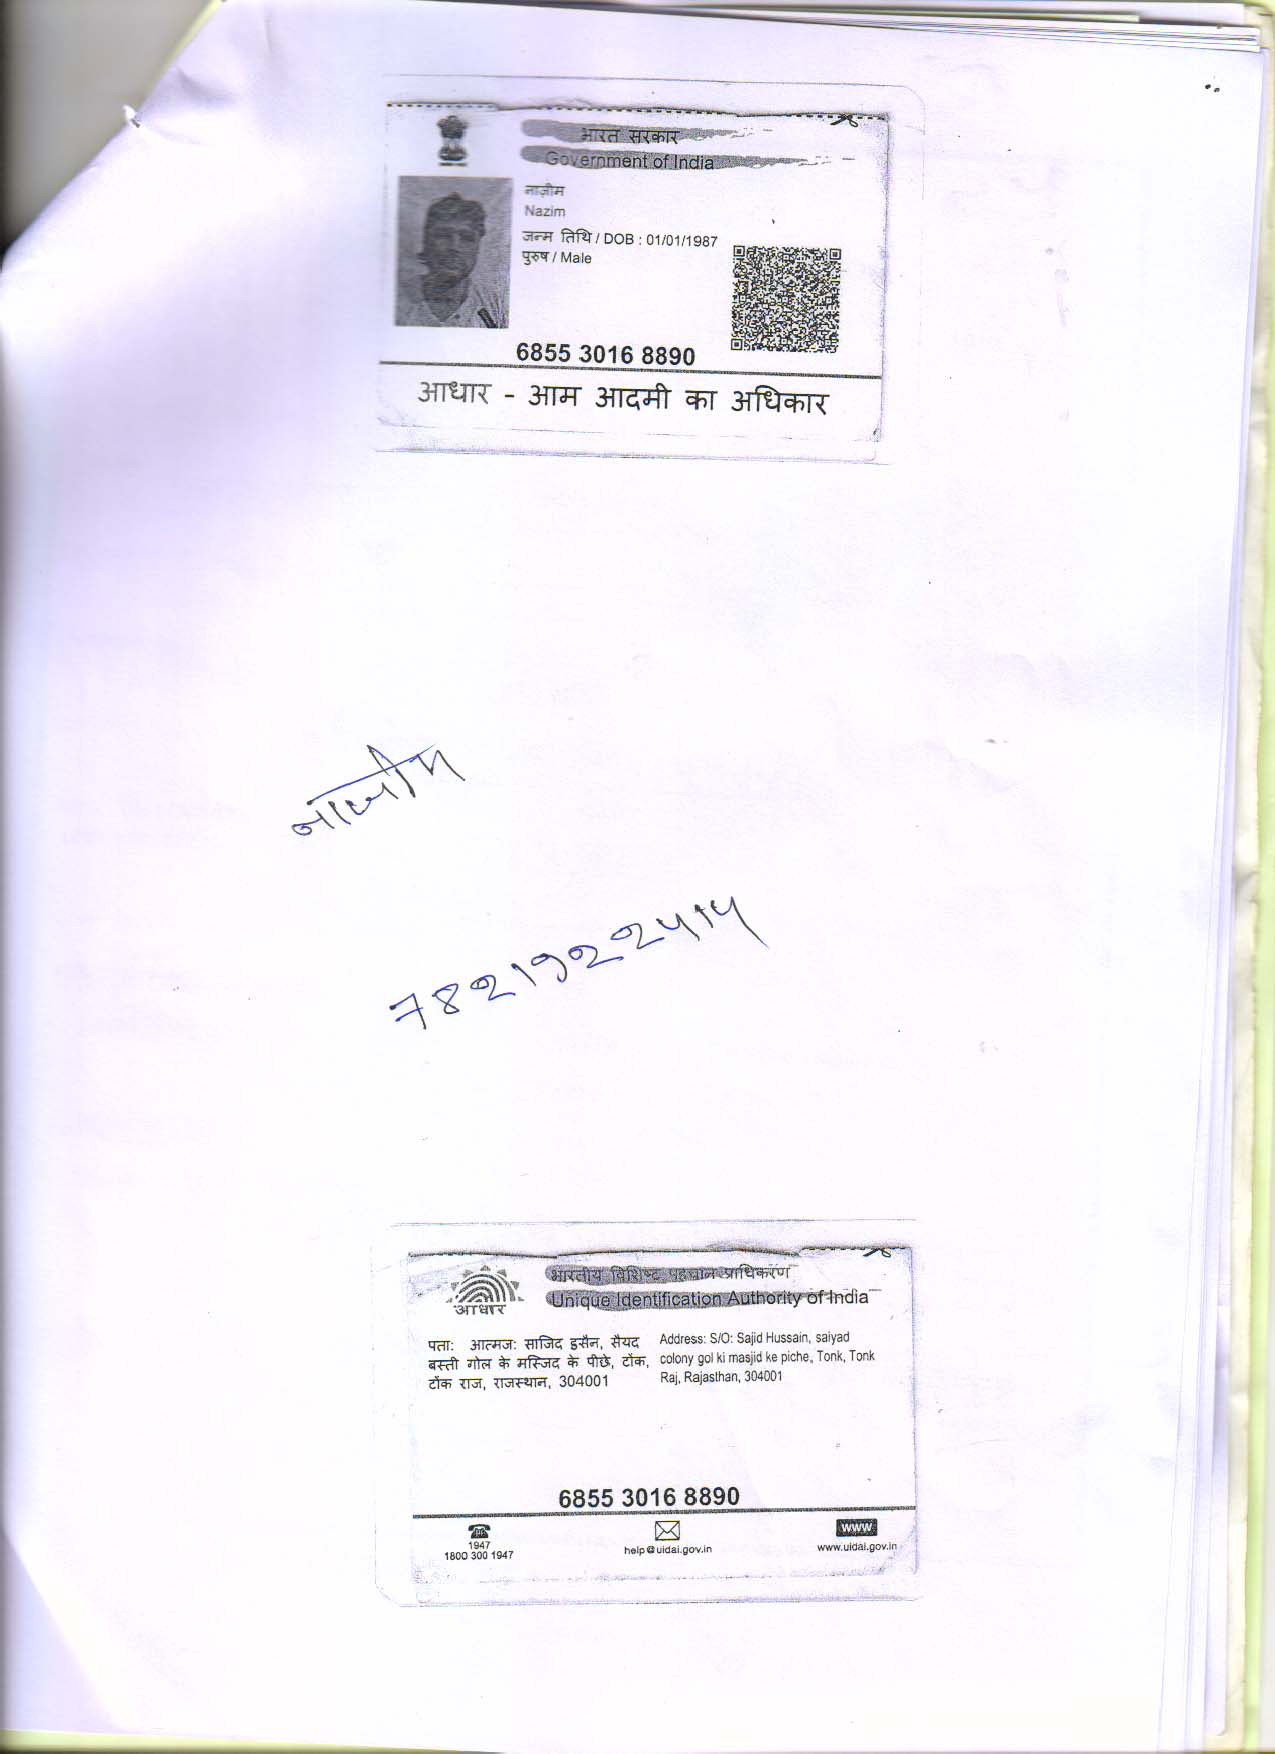 भारत सरकार
Government of India
नाज़ीम
Nazim
जन्म तिथि / DOB : 01/01/1987
पुरुष / Male
6855 3016 8890
आधार - आम आदमी का अधिकार
नाजीम
भारतीय विशिष्ट पहचान प्राधिकरण
Unique Identification Authority of India
आधार
पता: आत्मज: साजिद हुसैन, सैयद
बस्ती गोल के मस्जिद के पीछे, टोंक,
टोंक राज, राजस्थान, 304001
Address: S/O: Sajid Hussain, saiyad
colony gol ki masjid ke piche, Tonk, Tonk
Raj, Rajasthan, 304001
6855 3016 8890
1947
1800 300 1947
help@uidai.gov.in
WWW
www.uidai.gov.in